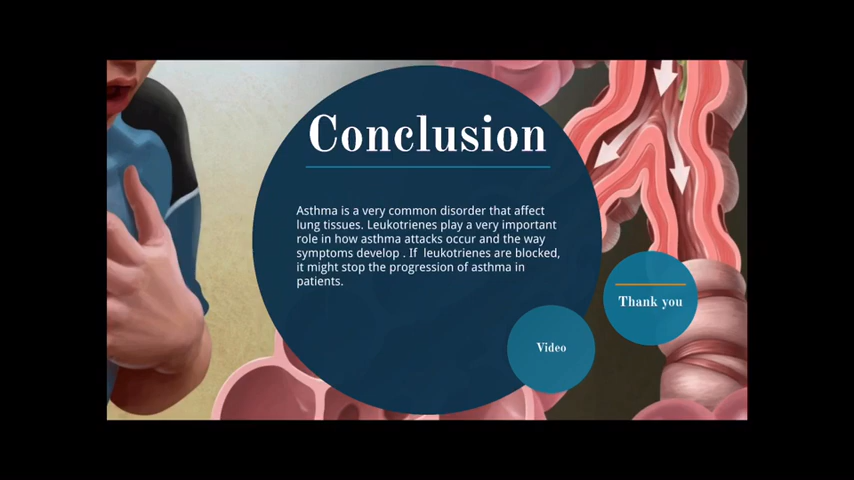 Conclusion
Asthma is a very common disorder that affect
lung tissues. Leukotrienes play a very important
role in how asthma attacks occur and the way
symptoms develop . If  leukotrienes are blocked,
it might stop the progression of asthma in
patients.
Thank you
Video